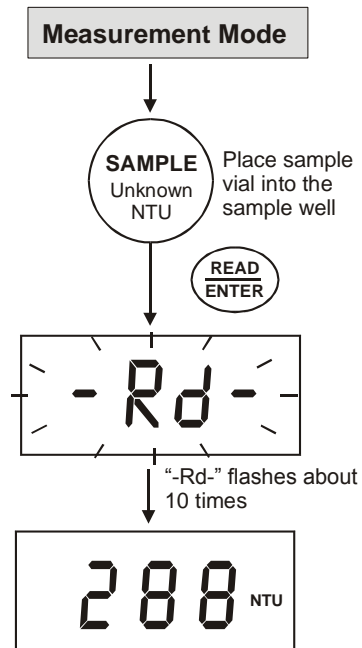 Measurement Mode
SAMPLE
Unknown
NTU
Place sample
vial into the
sample well
READ
ENTER
-Rd-
“-Rd-” flashes about
10 times
288 NTU